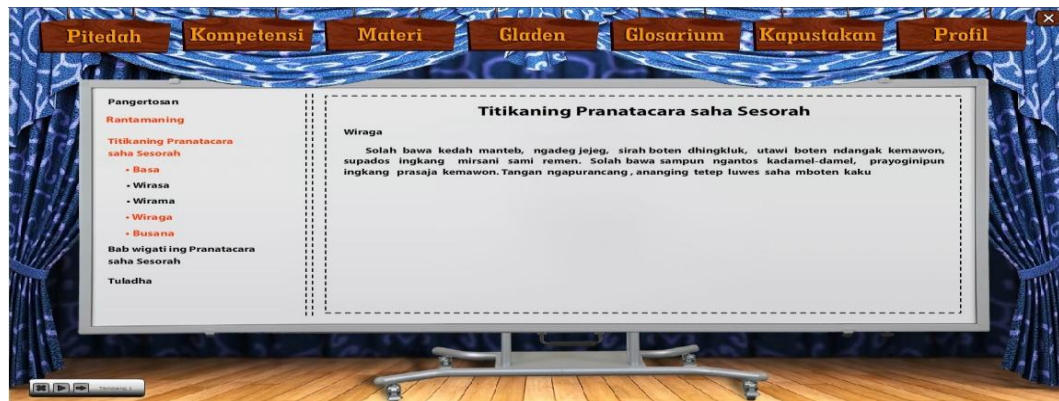 Pitedah
Kompetensi
Materi
Gladen
Glosarium
Kapustakan
Profil
Pangertosan
Rantamaning
Titikaning Pranatacara
saha Sesorah
• Basa
• Wirasa
• Wirama
• Wiraga
• Busana
Bab wigati ing Pranatacara
saha Sesorah
Tuladha
Titikaning Pranatacara saha Sesorah
Wiraga
Solah bawa kedah manteb, ngadeg jejeg, sirah boten dhingkluk, utawi boten ndangak kemawon,
supados ingkang mirsani sami remen. Solah bawa sampun ngantos kadamel-damel, prayoginipun
ingkang prasaja kemawon. Tangan ngapurancang, ananging tetep luwes saha mboten kaku
Tembang 1